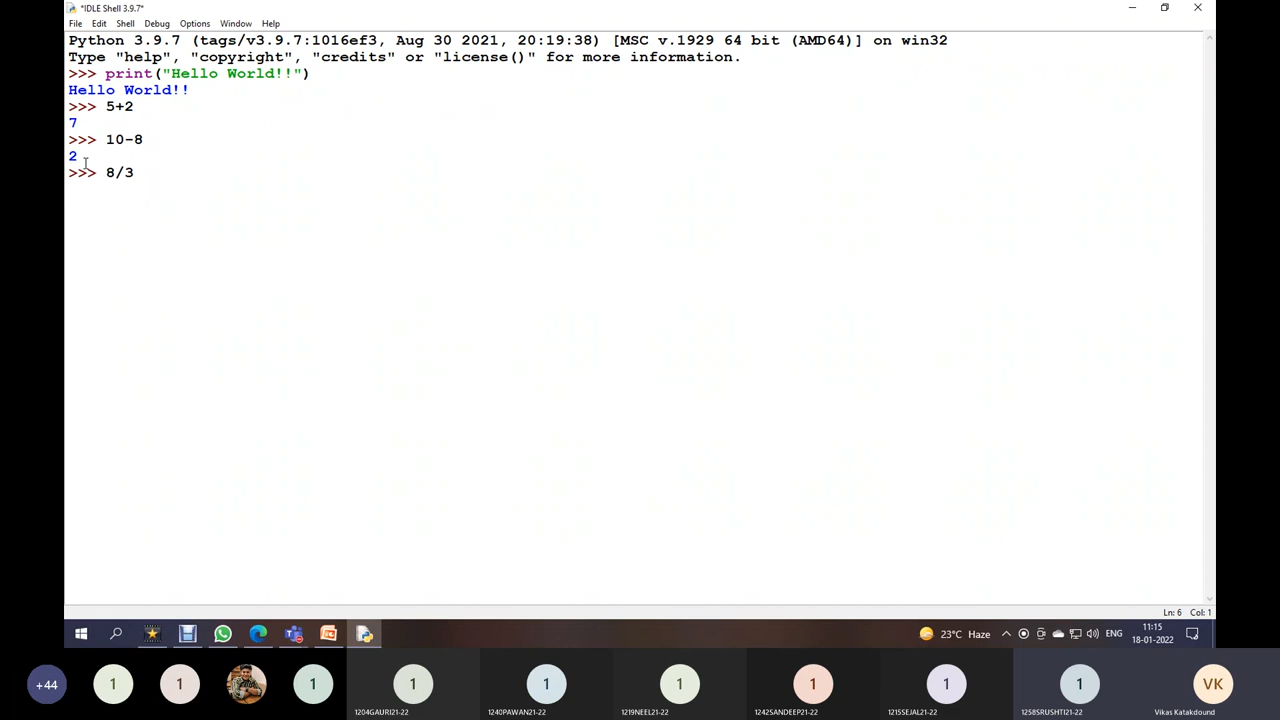 *IDLE Shell 3.9.7*
File Edit Shell Debug Options Window Help
Python 3.9.7 (tags/v3.9.7:1016ef3, Aug 30 2021, 20:19:38) [MSC v.1929 64 bit (AMD64)] on win32
Type "help", "copyright", "credits" or "license()" for more information.
>>> print("Hello World!!")
Hello World!!
>>> 5+2
7
>>> 10-8
2
>>> 8/3
Ln: 6 Col: 1
23°C Haze ENG
11:15
18-01-2022
+44 1 1 1 1 1 1 1 1 1 VK
1204GAURI21-22 1240PAWAN21-22 1219NEEL21-22 1242SANDEEP21-22 1215SEJAL21-22 1258SRUSHTI21-22 Vikas Katakdound